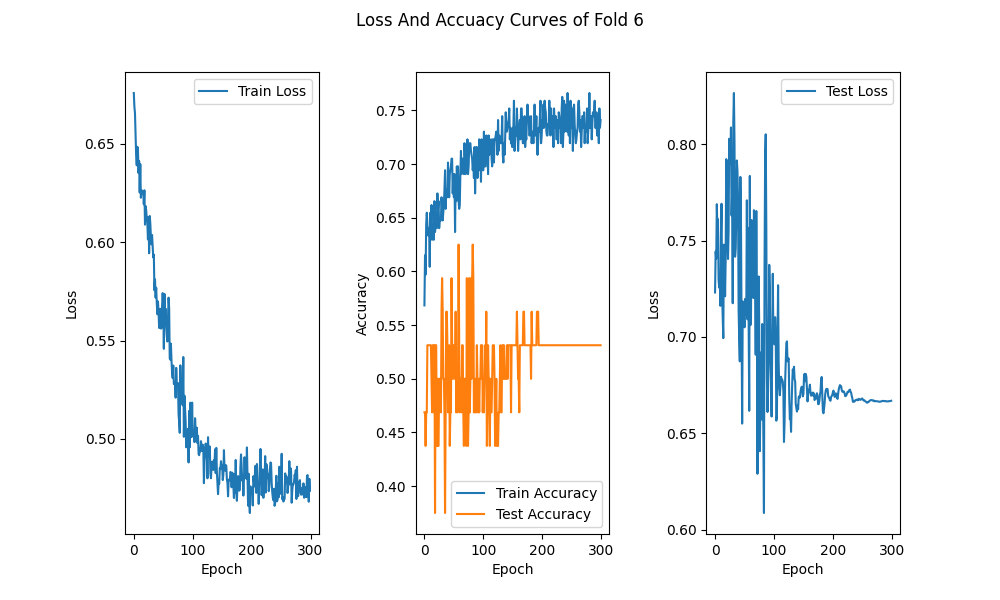 Loss And Accuacy Curves of Fold 6
Train Loss
0.65
0.60
0.55
0.50
Loss
0
100
200
300
Epoch
0.75
0.70
0.65
0.60
0.55
0.50
0.45
0.40
Accuracy
Train Accuracy
Test Accuracy
0
100
200
300
Epoch
Test Loss
0.80
0.75
0.70
0.65
0.60
Loss
0
100
200
300
Epoch